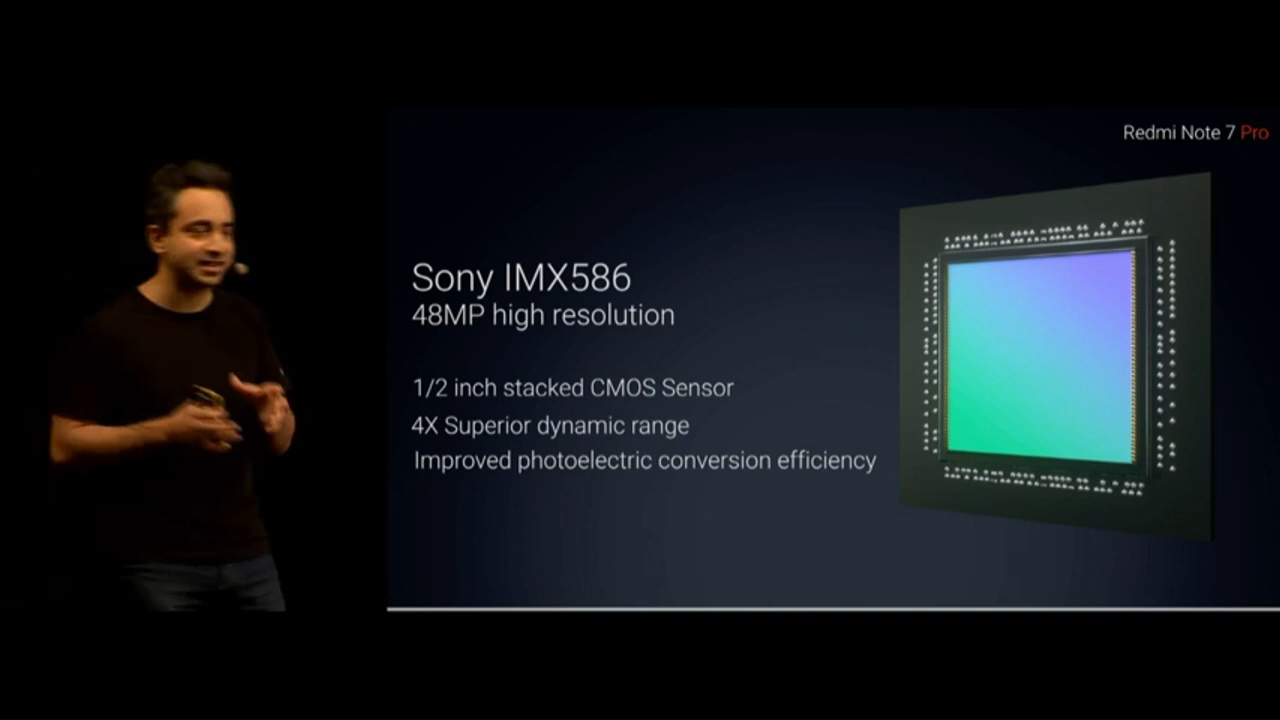 Redmi Note 7 Pro
Sony IMX586
48MP high resolution
1/2 inch stacked CMOS Sensor
4X Superior dynamic range
Improved photoelectric conversion efficiency